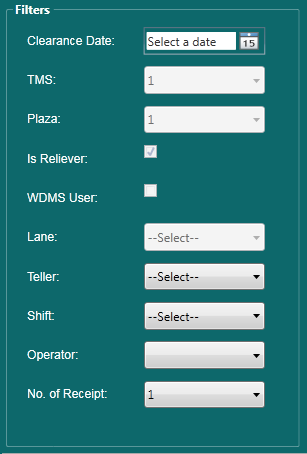 Filters
Clearance Date: Select a date 15
TMS: 1
Plaza: 1
Is Reliever:
WDMS User:
Lane: --Select--
Teller: --Select--
Shift: --Select--
Operator:
No. of Receipt: 1